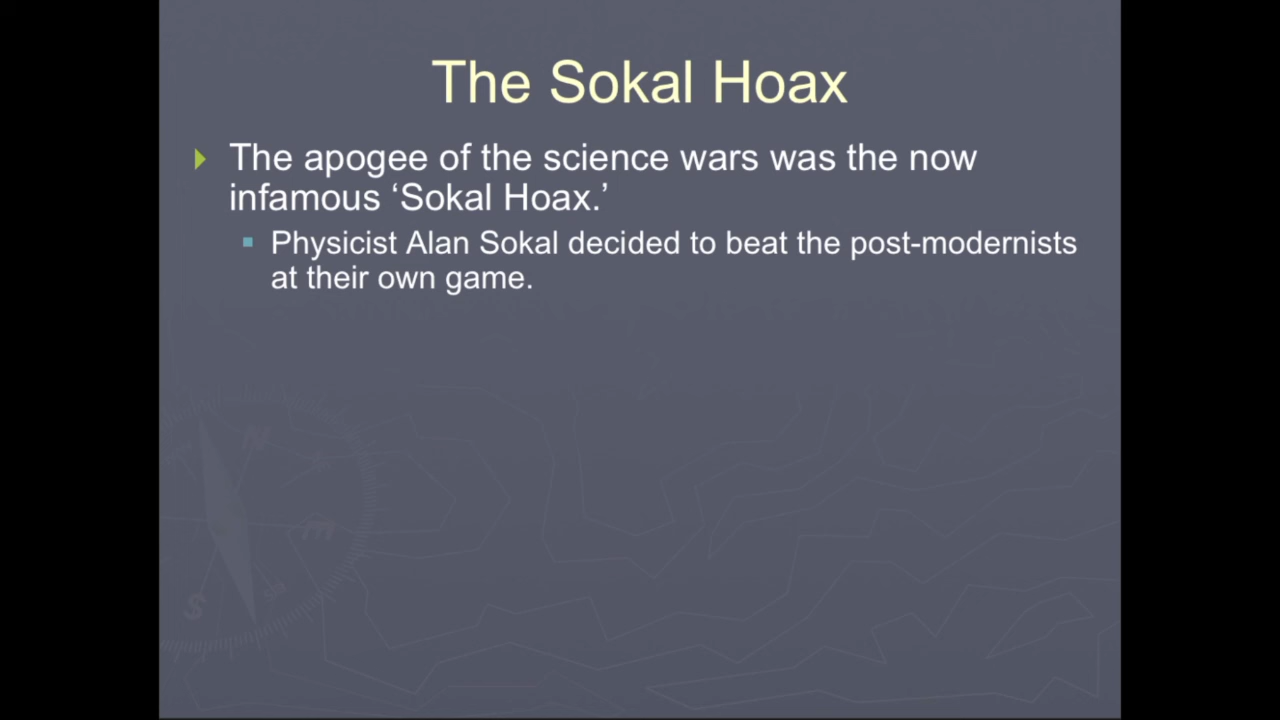 The Sokal Hoax
The apogee of the science wars was the now
infamous ‘Sokal Hoax.’
Physicist Alan Sokal decided to beat the post-modernists
at their own game.
N
E
S